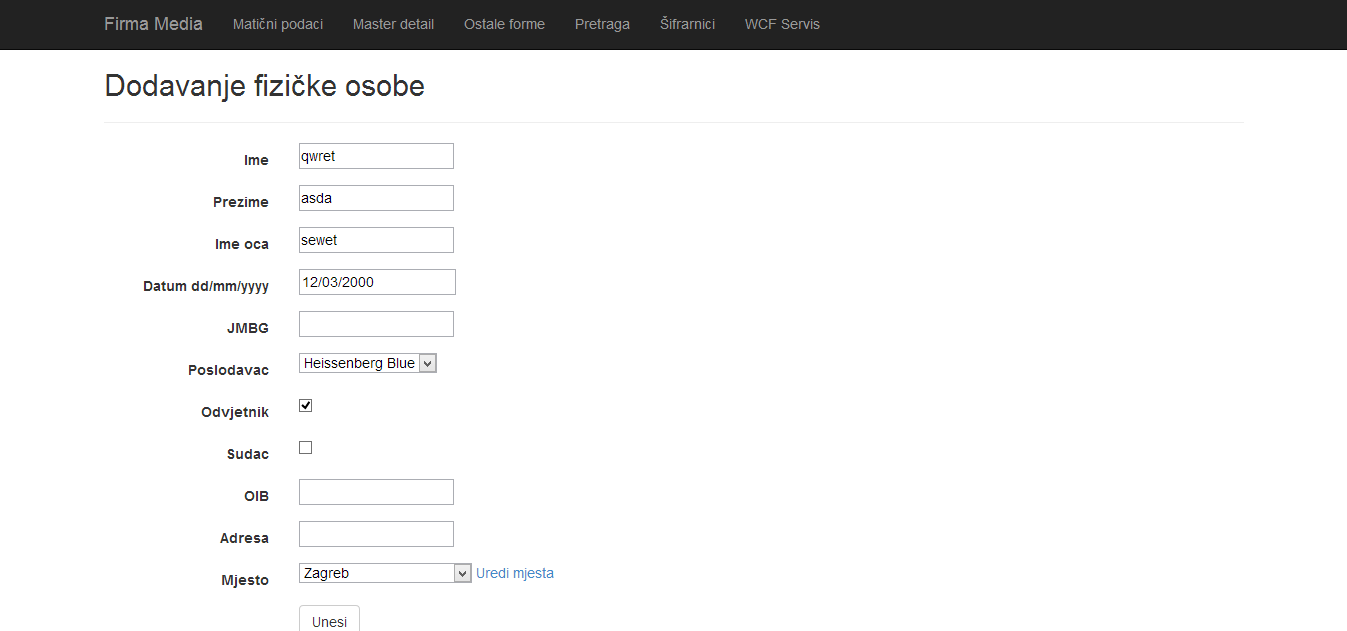 Firma Media Matični podaci Master detail Ostale forme Pretraga Šifrarnici WCF Servis
Dodavanje fizičke osobe
Ime qwret
Prezime asda
Ime oca sewet
Datum dd/mm/yyyy 12/03/2000
JMBG
Poslodavac Heissenberg Blue
Odvjetnik
Sudac
OIB
Adresa
Mjesto Zagreb Uredi mjesta
Unesi